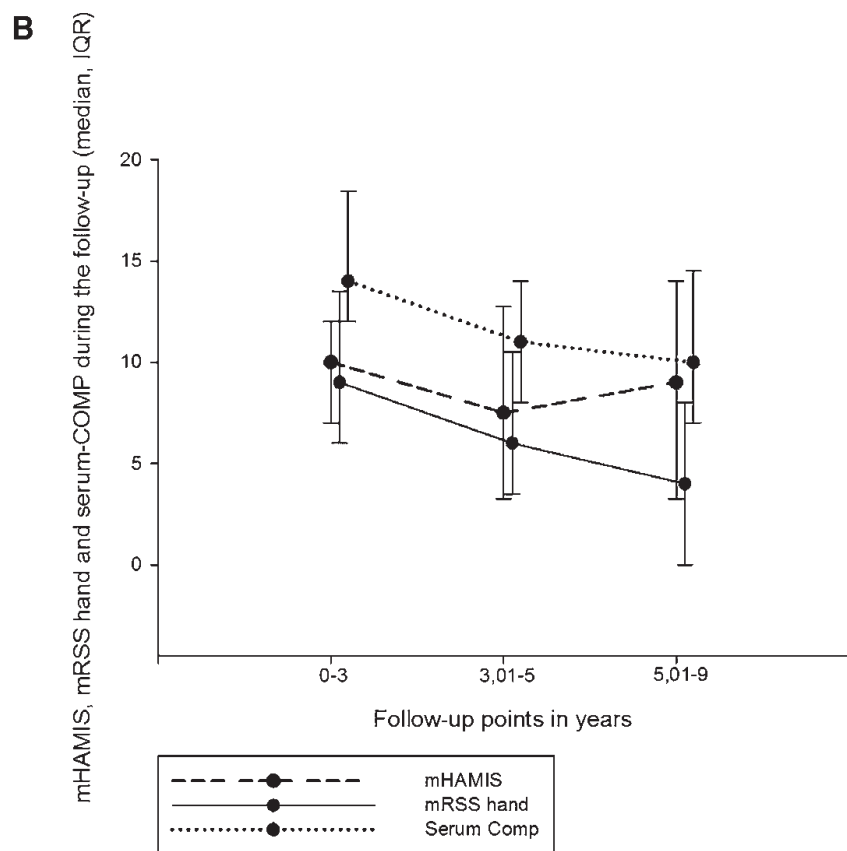 B
mHAMIS, mRSS hand and serum-COMP during the follow-up (median, IQR)
20
15
10
5
0
0-3 3,01-5 5,01-9
Follow-up points in years
mHAMIS
mRSS hand
Serum Comp